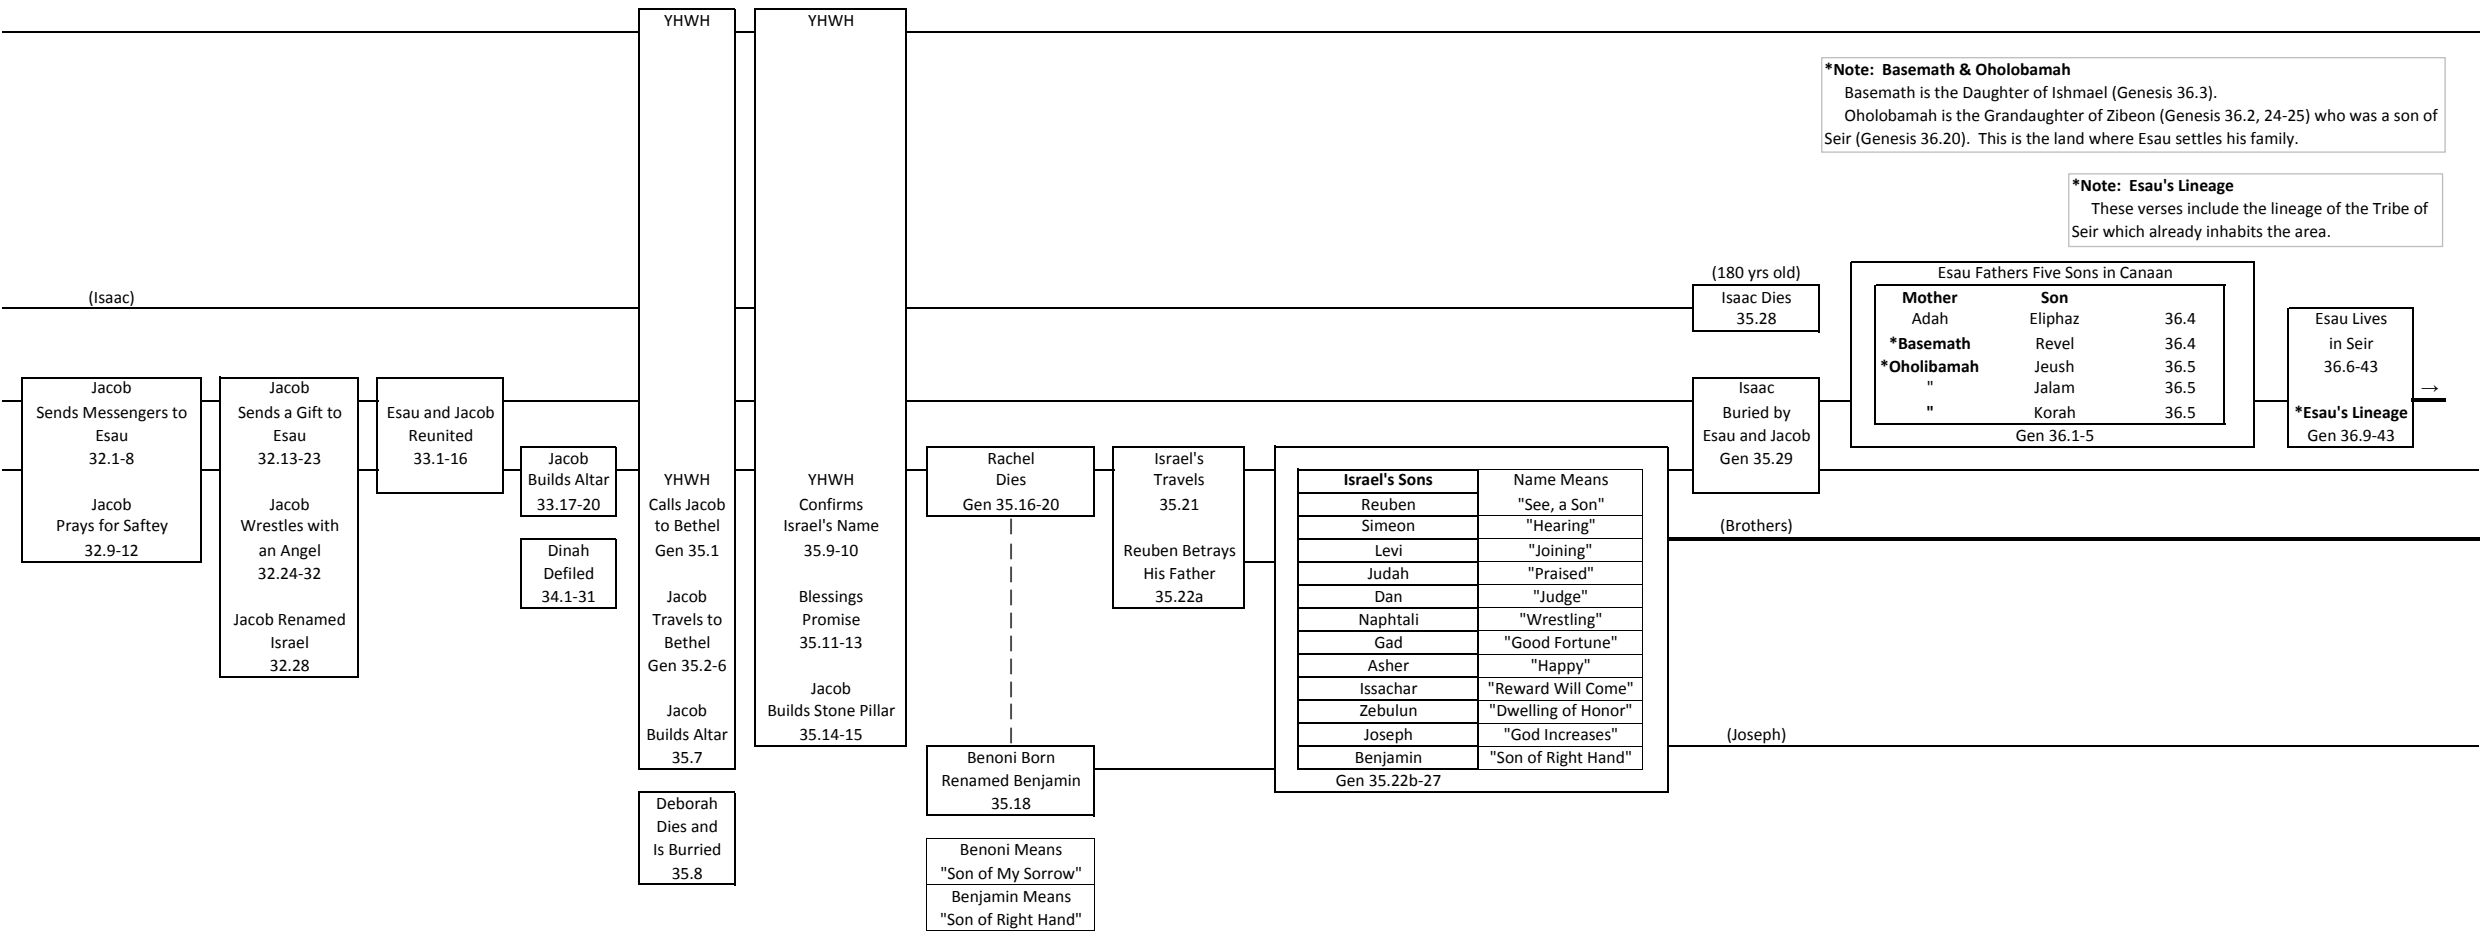 YHWH
YHWH
*Note:  Basemath & Oholobamah
Basemath is the Daughter of Ishmael (Genesis 36.3).
Oholobamah is the Grandaughter of Zibeon (Genesis 36.2, 24-25) who was a son of
Seir (Genesis 36.20).  This is the land where Esau settles his family.
*Note:  Esau's Lineage
These verses include the lineage of the Tribe of
Seir which already inhabits the area.
(Isaac)
Jacob
Sends Messengers to
Esau
32.1-8
Jacob
Prays for Saftey
32.9-12
Jacob
Sends a Gift to
Esau
32.13-23
Jacob
Wrestles with
an Angel
32.24-32
Jacob Renamed
Israel
32.28
Esau and Jacob
Reunited
33.1-16
Jacob
Builds Altar
33.17-20
Dinah
Defiled
34.1-31
YHWH
Calls Jacob
to Bethel
Gen 35.1
Jacob
Travels to
Bethel
Gen 35.2-6
Jacob
Builds Altar
35.7
Deborah
Dies and
Is Burried
35.8
YHWH
Confirms
Israel's Name
35.9-10
Blessings
Promise
35.11-13
Jacob
Builds Stone Pillar
35.14-15
Rachel
Dies
Gen 35.16-20
Benoni Born
Renamed Benjamin
35.18
Benoni Means
"Son of My Sorrow"
Benjamin Means
"Son of Right Hand"
Israel's
Travels
35.21
Reuben Betrays
His Father
35.22a
Israel's Sons Name Means
Reuben "See, a Son"
Simeon "Hearing"
Levi "Joining"
Judah "Praised"
Dan "Judge"
Naphtali "Wrestling"
Gad "Good Fortune"
Asher "Happy"
Issachar "Reward Will Come"
Zebulun "Dwelling of Honor"
Joseph "God Increases"
Benjamin "Son of Right Hand"
Gen 35.22b-27
(180 yrs old)
Isaac Dies
35.28
Isaac
Buried by
Esau and Jacob
Gen 35.29
(Brothers)
(Joseph)
Esau Fathers Five Sons in Canaan
Mother Son
Adah Eliphaz 36.4
*Basemath Revel 36.4
*Oholibamah Jeush 36.5
" Jalam 36.5
" Korah 36.5
Gen 36.1-5
Esau Lives
in Seir
36.6-43
*Esau's Lineage
Gen 36.9-43
→